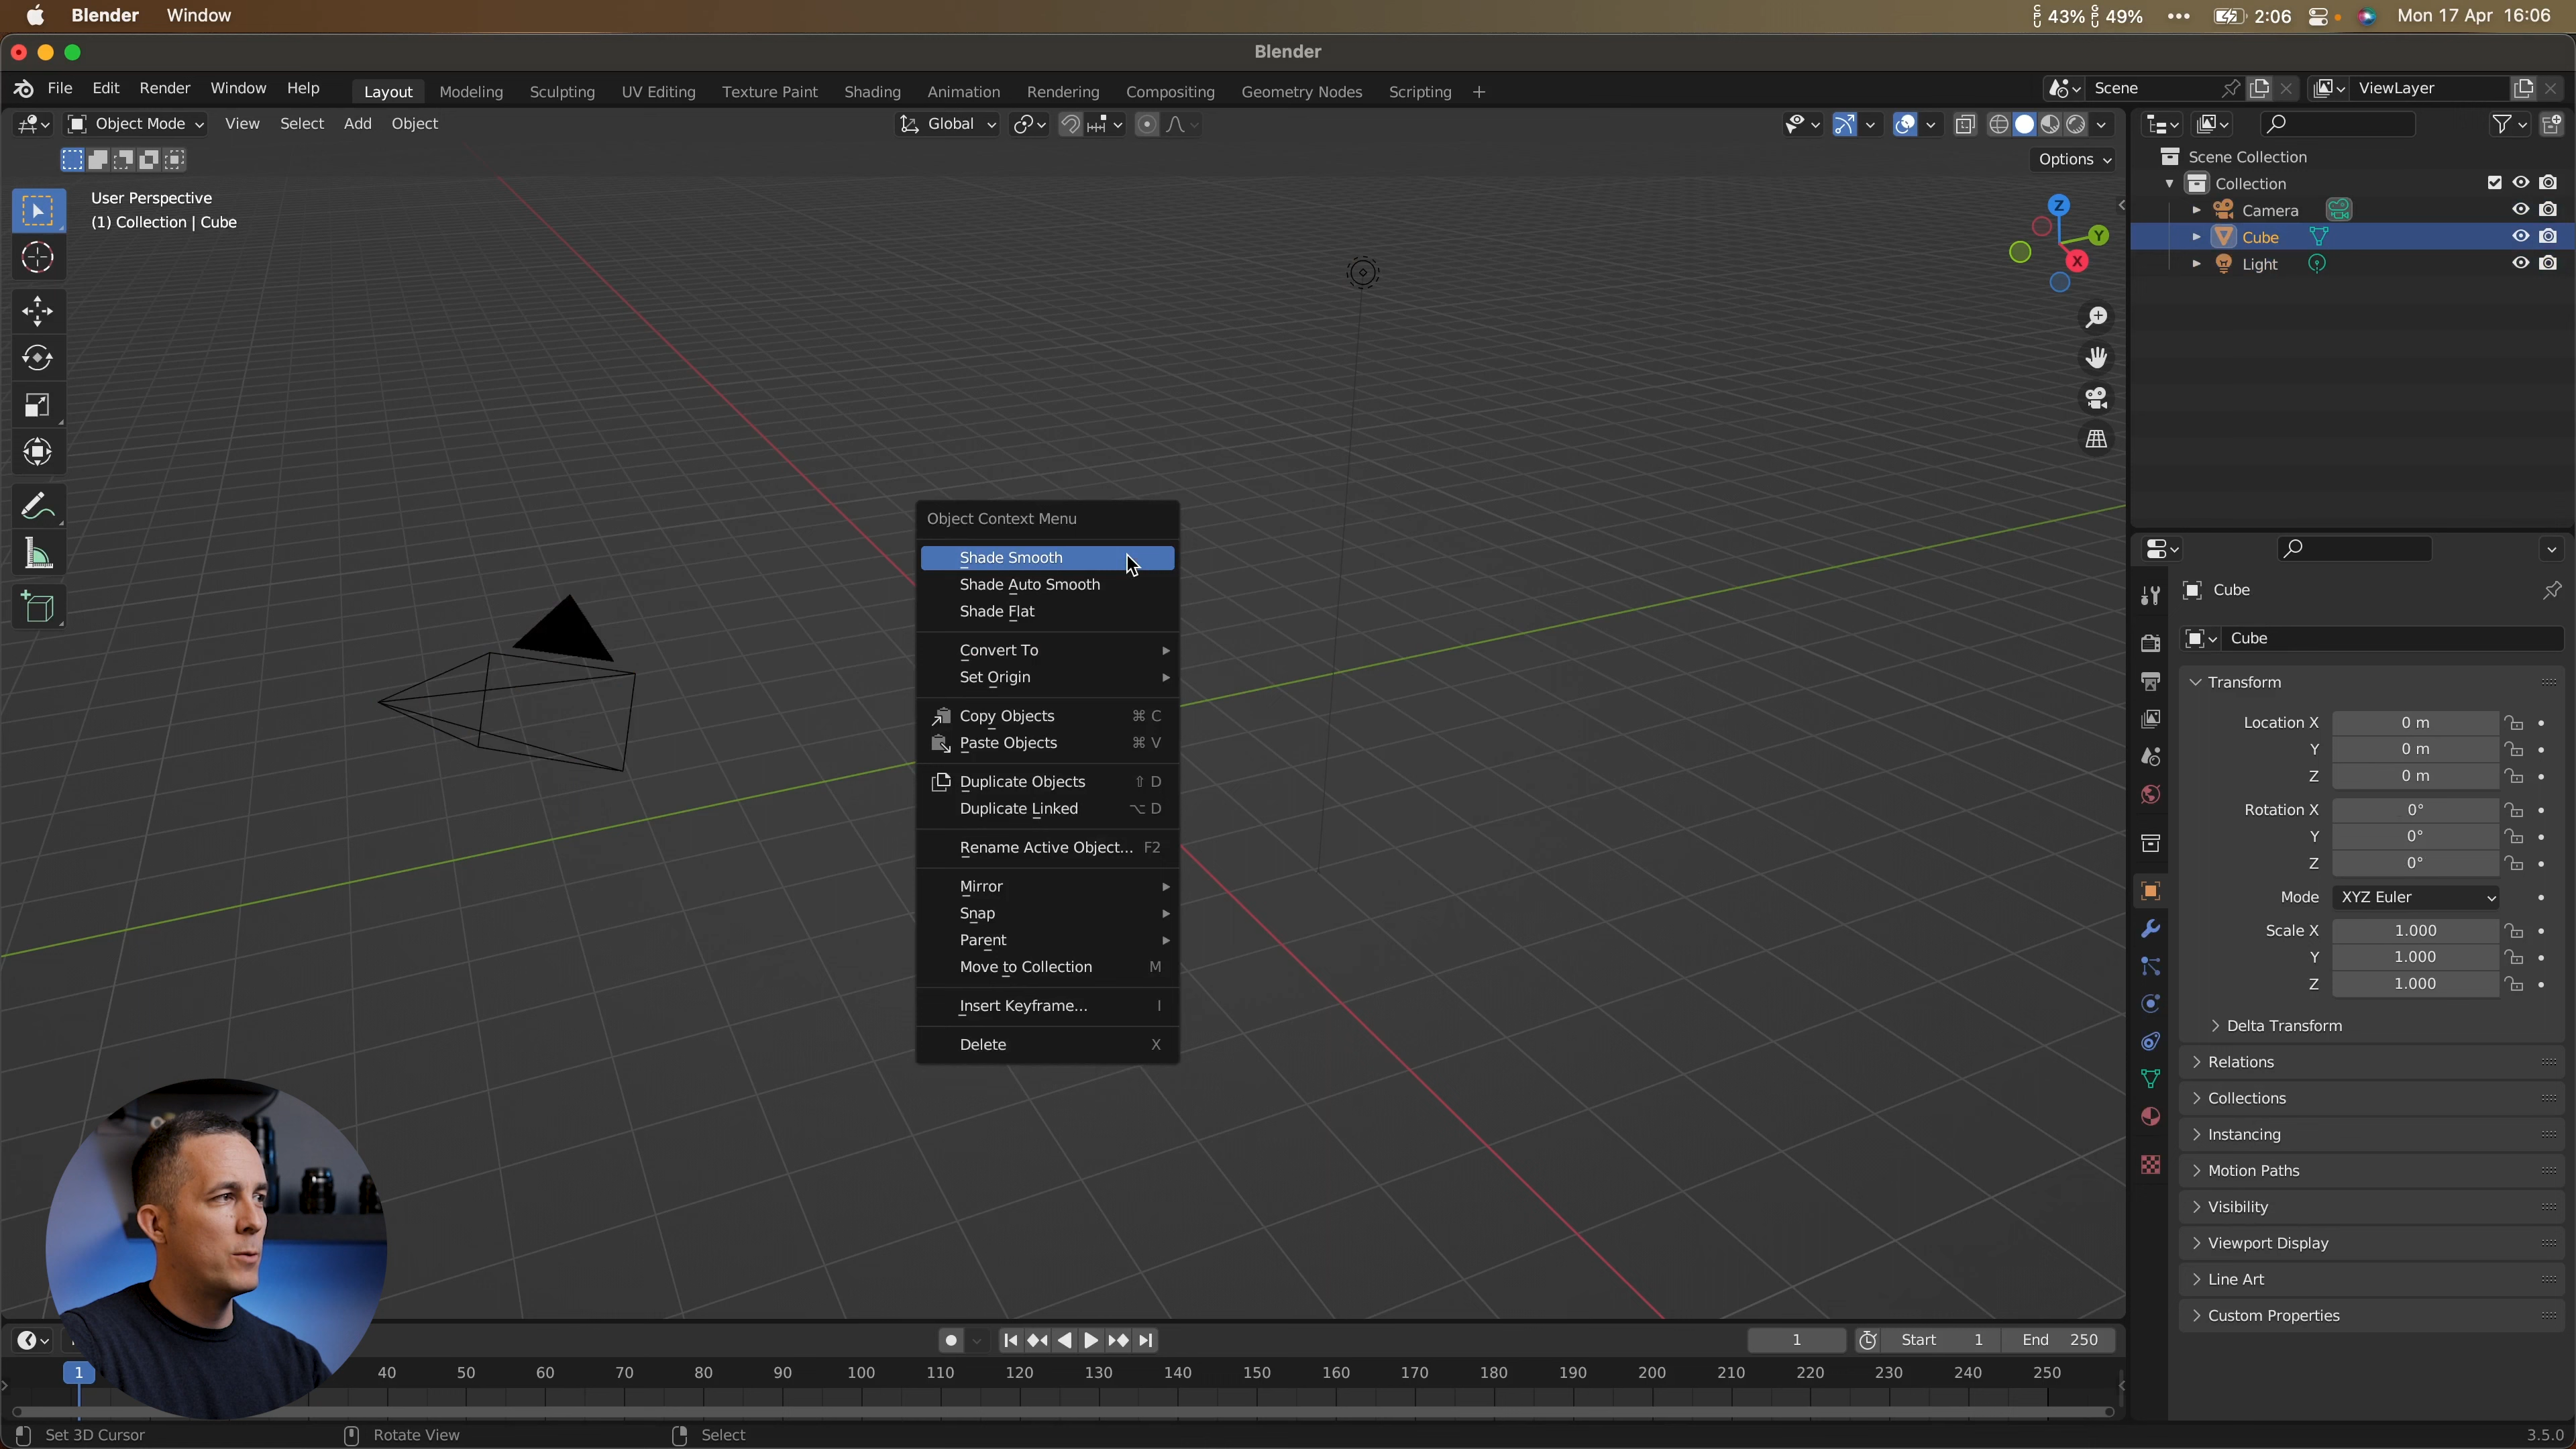 Blender Window 43% 49% ••• 2:06 Mon 17 Apr 16:06
Blender
File Edit Render Window Help Layout Modeling Sculpting UV Editing Texture Paint Shading Animation Rendering Compositing Geometry Nodes Scripting + Scene ViewLayer
Object Mode View Select Add Object Global
Options
User Perspective
(1) Collection | Cube
Z
Y
X
Scene Collection
Collection
Camera
Cube
Light
Object Context Menu
Shade Smooth
Shade Auto Smooth
Shade Flat
Convert To
Set Origin
Copy Objects ⌘ C
Paste Objects ⌘ V
Duplicate Objects ⇧ D
Duplicate Linked ⌥ D
Rename Active Object... F2
Mirror
Snap
Parent
Move to Collection M
Insert Keyframe... I
Delete X
Cube
Cube
Transform
Location X 0 m
Y 0 m
Z 0 m
Rotation X 0°
Y 0°
Z 0°
Mode XYZ Euler
Scale X 1.000
Y 1.000
Z 1.000
Delta Transform
Relations
Collections
Instancing
Motion Paths
Visibility
Viewport Display
Line Art
Custom Properties
1 Start 1 End 250
1 40 50 60 70 80 90 100 110 120 130 140 150 160 170 180 190 200 210 220 230 240 250
Set 3D Cursor Rotate View Select 3.5.0